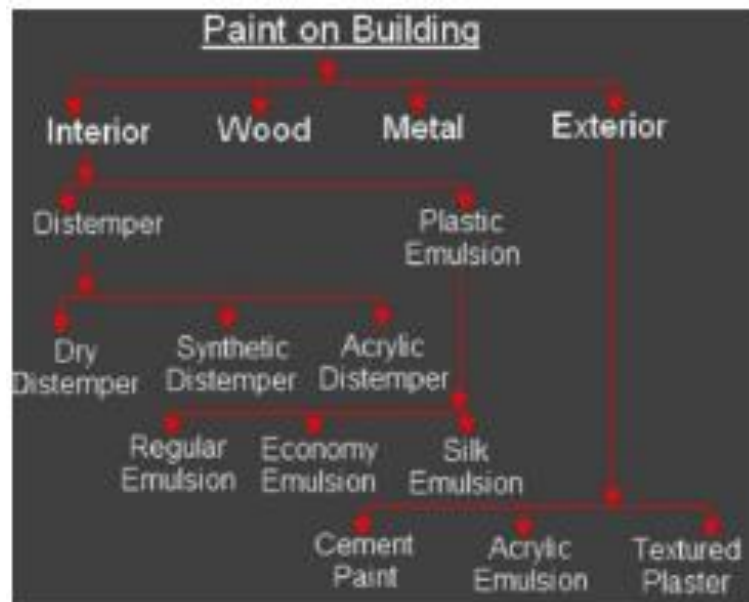 Paint on Building
Interior
Wood
Metal
Exterior
Distemper
Plastic
Emulsion
Dry
Distemper
Synthetic
Distemper
Acrylic
Distemper
Regular
Emulsion
Economy
Emulsion
Silk
Emulsion
Cement
Paint
Acrylic
Emulsion
Textured
Plaster